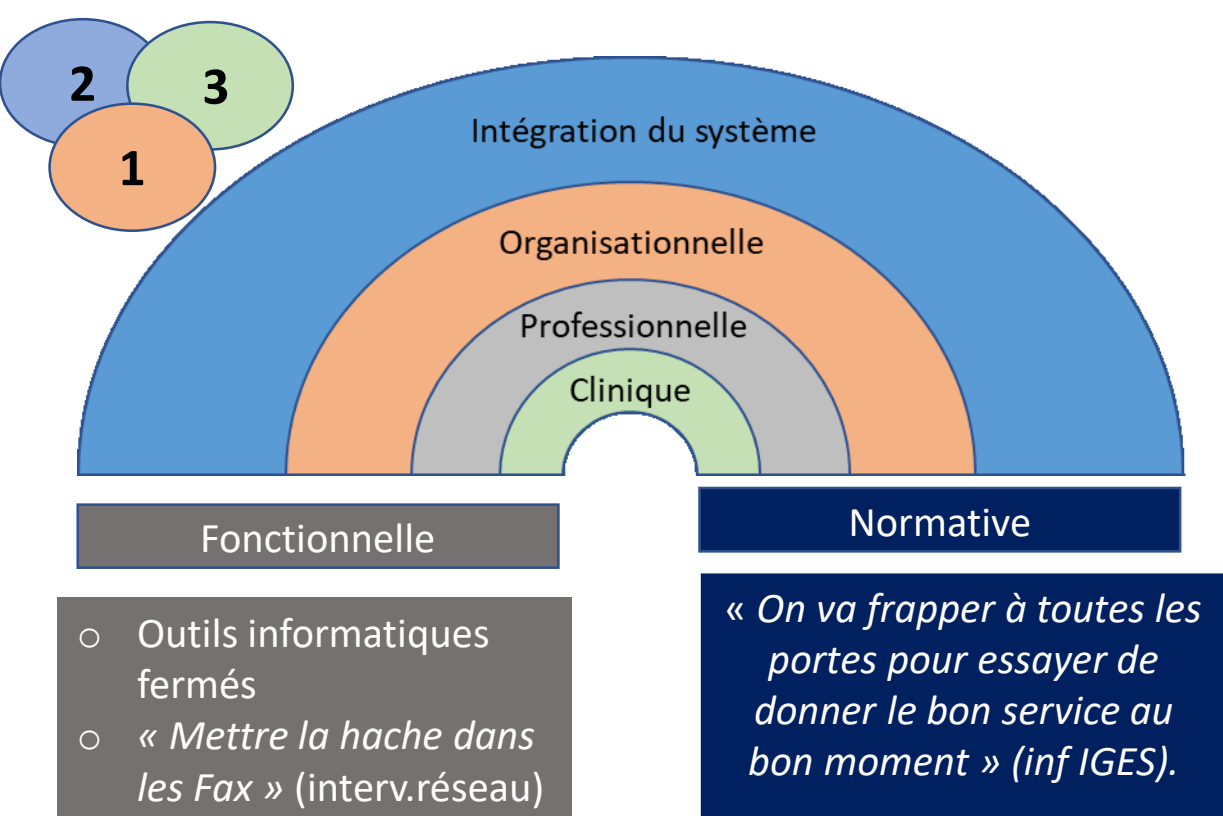 2
3
1
Intégration du système
Organisationnelle
Professionnelle
Clinique
Fonctionnelle
o Outils informatiques
fermés
o « Mettre la hache dans
les Fax » (interv.réseau)
Normative
« On va frapper à toutes les
portes pour essayer de
donner le bon service au
bon moment » (inf IGES).